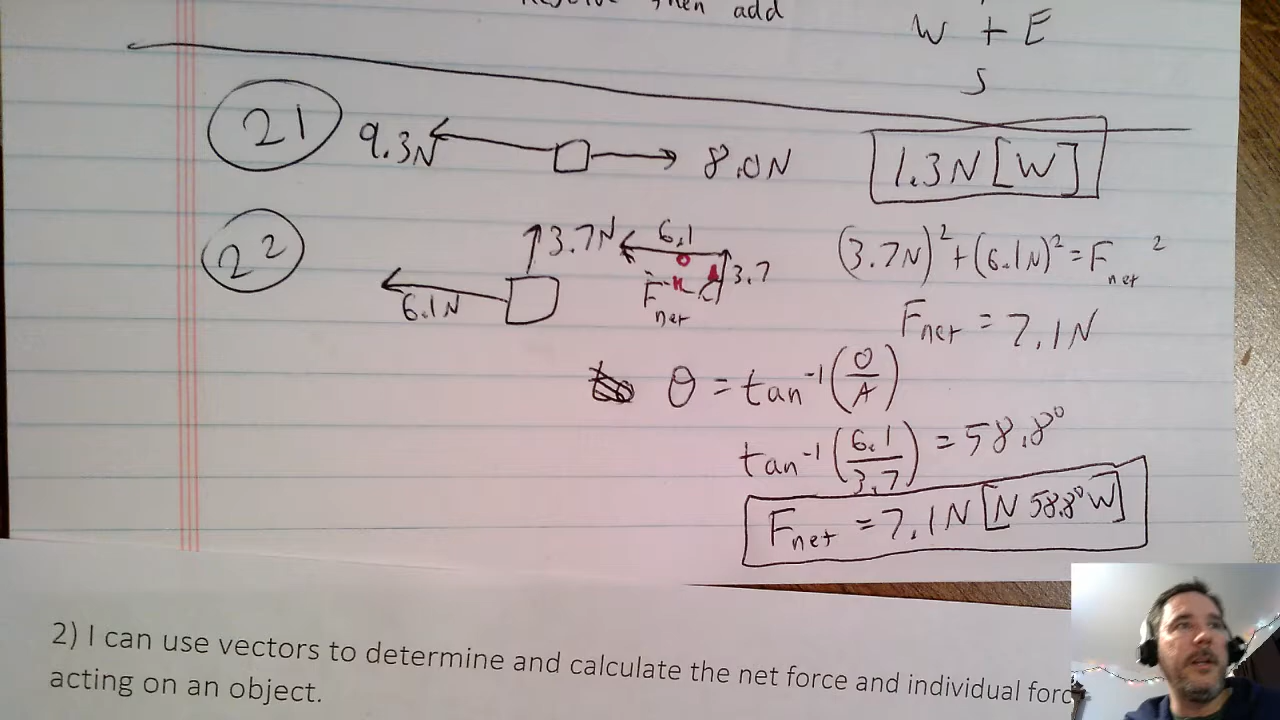 then add
W + E
S
21 9.3N 8.0N 1.3N [W]
22 3.7N 6.1 3.7 (3.7N)² + (6.1N)² = Fnet²
6.1N Fnet
Fnet = 7.1N
θ = tan⁻¹(O/A)
tan⁻¹(6.1/3.7) = 58.8°
Fnet = 7.1N [N 58.8° W]
2) I can use vectors to determine and calculate the net force and individual
acting on an object.